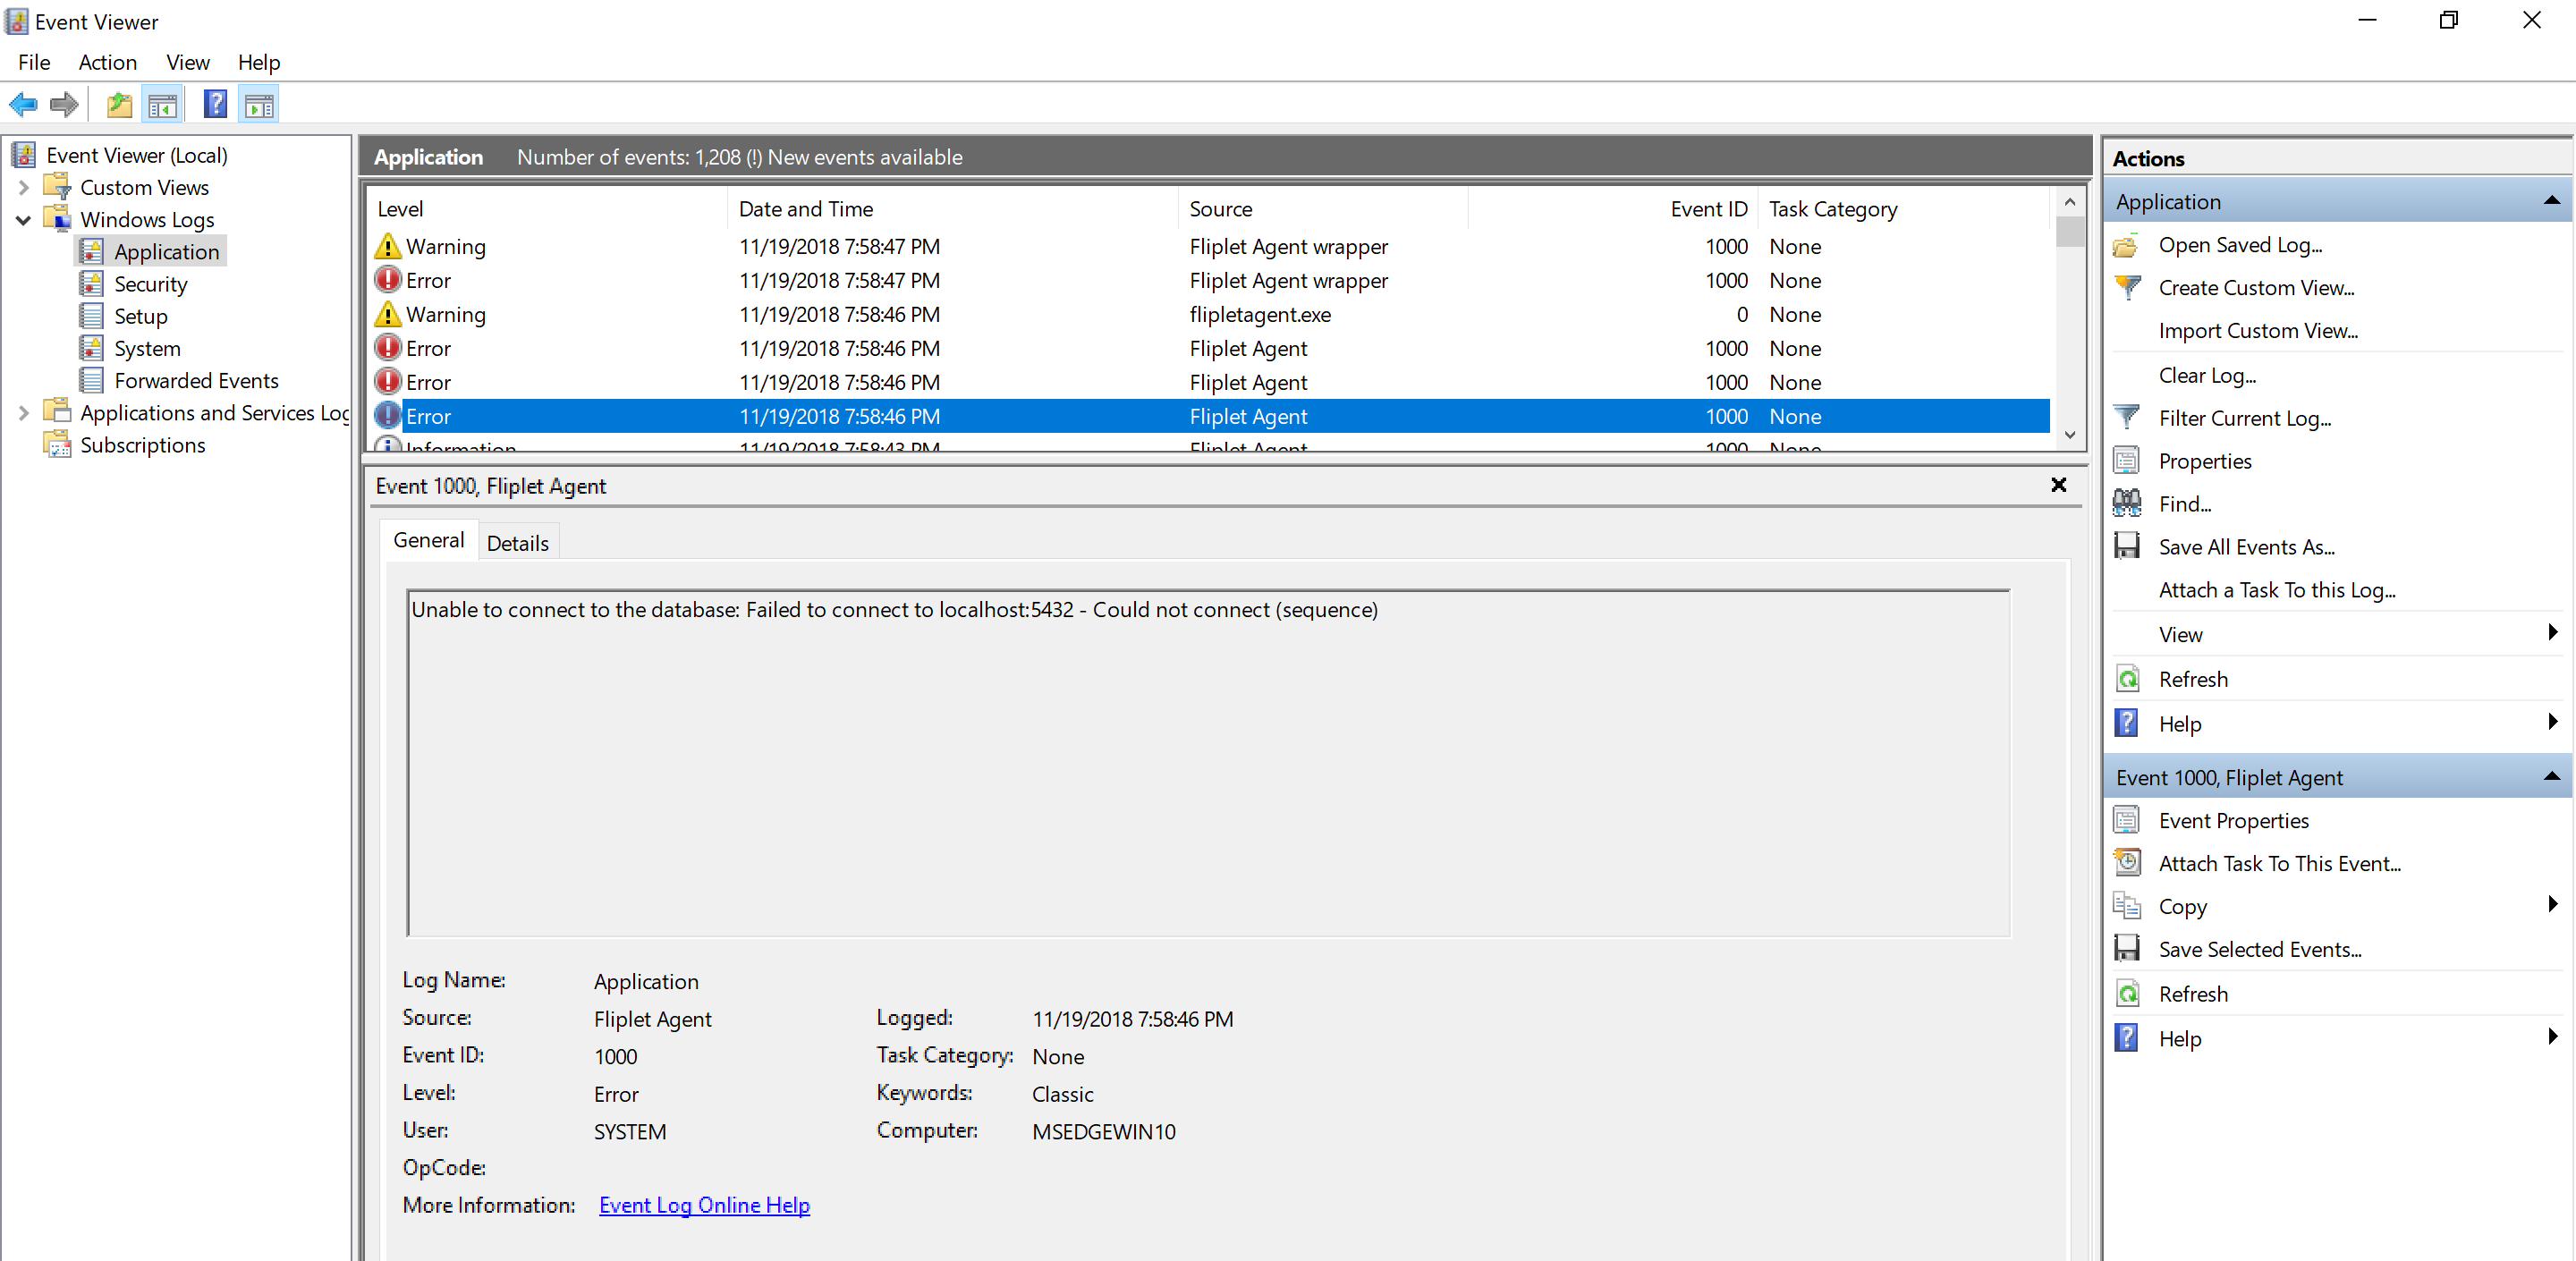 Event Viewer
File Action View Help
Event Viewer (Local)
Custom Views
Windows Logs
Application
Security
Setup
System
Forwarded Events
Applications and Services Log
Subscriptions
Application Number of events: 1,208 (!) New events available
Level Date and Time Source Event ID Task Category
Warning 11/19/2018 7:58:47 PM Fliplet Agent wrapper 1000 None
Error 11/19/2018 7:58:47 PM Fliplet Agent wrapper 1000 None
Warning 11/19/2018 7:58:46 PM flipletagent.exe 0 None
Error 11/19/2018 7:58:46 PM Fliplet Agent 1000 None
Error 11/19/2018 7:58:46 PM Fliplet Agent 1000 None
Error 11/19/2018 7:58:46 PM Fliplet Agent 1000 None
Information 11/19/2018 7:58:43 PM Fliplet Agent 1000 None
Event 1000, Fliplet Agent
General Details
Unable to connect to the database: Failed to connect to localhost:5432 - Could not connect (sequence)
Log Name: Application
Source: Fliplet Agent Logged: 11/19/2018 7:58:46 PM
Event ID: 1000 Task Category: None
Level: Error Keywords: Classic
User: SYSTEM Computer: MSEDGEWIN10
OpCode:
More Information: Event Log Online Help
Actions
Application
Open Saved Log...
Create Custom View...
Import Custom View...
Clear Log...
Filter Current Log...
Properties
Find...
Save All Events As...
Attach a Task To this Log...
View
Refresh
Help
Event 1000, Fliplet Agent
Event Properties
Attach Task To This Event...
Copy
Save Selected Events...
Refresh
Help